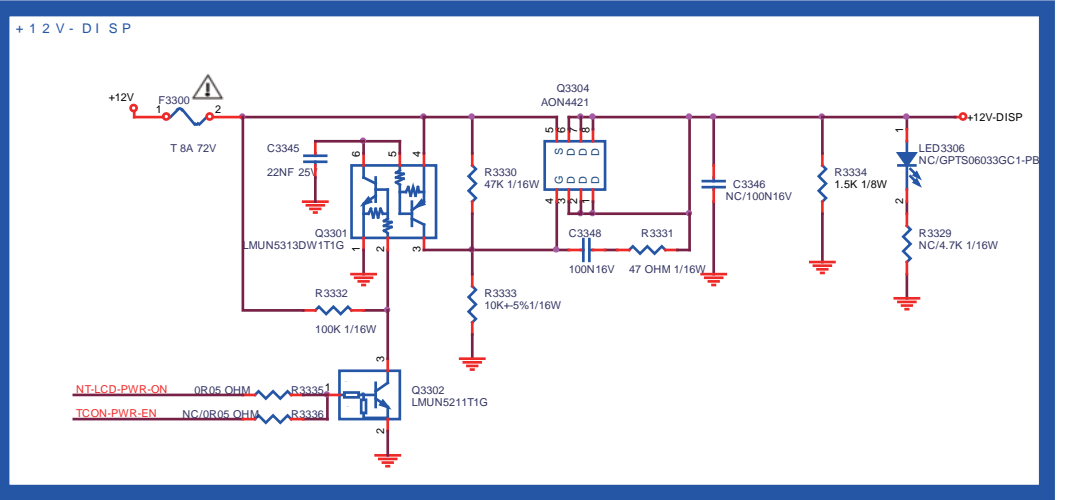 +12V-DISP
+12V
F3300
1
2
T 8A 72V
Q3304
AON4421
5
6
7
8
S
D
D
D
G
D
D
D
4
3
2
1
+12V-DISP
C3345
22NF 25V
6
5
4
Q3301
LMUN5313DW1T1G
1
2
3
R3330
47K 1/16W
C3346
NC/100N16V
R3334
1.5K 1/8W
1
LED3306
NC/GPTS06033GC1-PB
2
R3329
NC/4.7K 1/16W
C3348
100N16V
R3331
47 OHM 1/16W
R3332
100K 1/16W
R3333
10K+-5%1/16W
NT-LCD-PWR-ON
0R05 OHM
R3335
TCON-PWR-EN
NC/0R05 OHM
R3336
1
3
Q3302
LMUN5211T1G
2